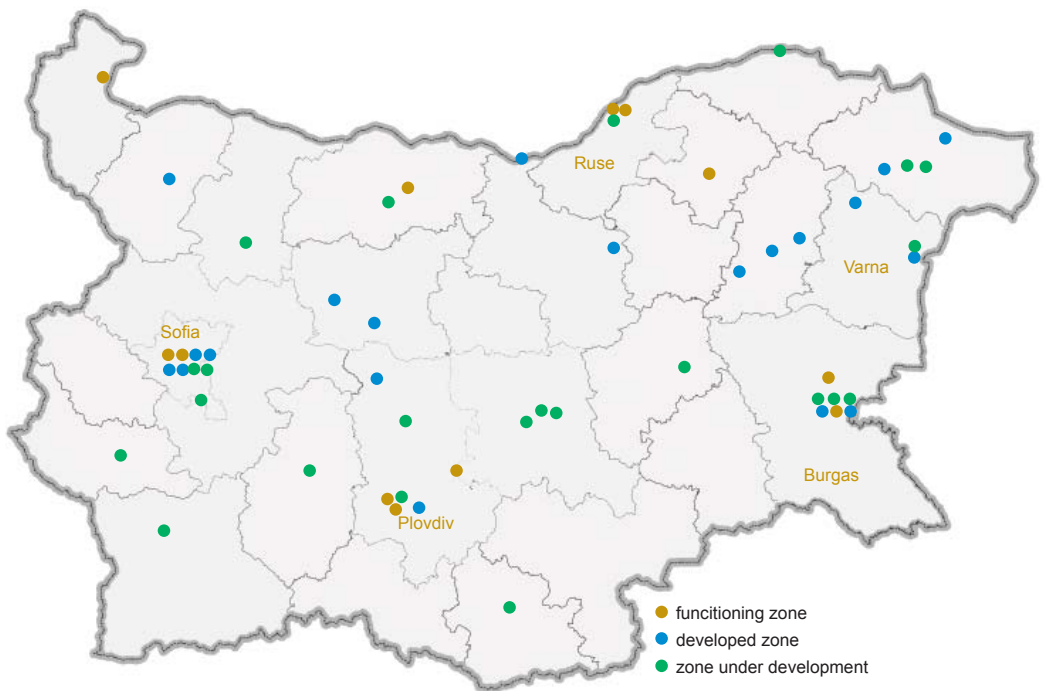 Ruse
Varna
Sofia
Burgas
Plovdiv
funcitioning zone
developed zone
zone under development